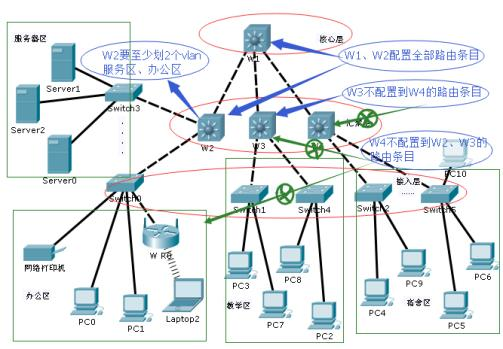 服务器区
核心层
W2要至少划2个vlan
服务区、办公区
W1
W1、W2配置全部路由条目
Server1
Switch3
W3不配置到W4的路由条目
Server2
W2
W3
W4不配置到W2、W3的
路由条目
Server0
PC10
接入层
Switch0
Switch1
Switch4
Switch2
......
网络打印机
PC3
PC8
PC9
PC6
办公区
PC0
PC1
Laptop2
教学区
PC7
PC2
PC4
宿舍区
PC5